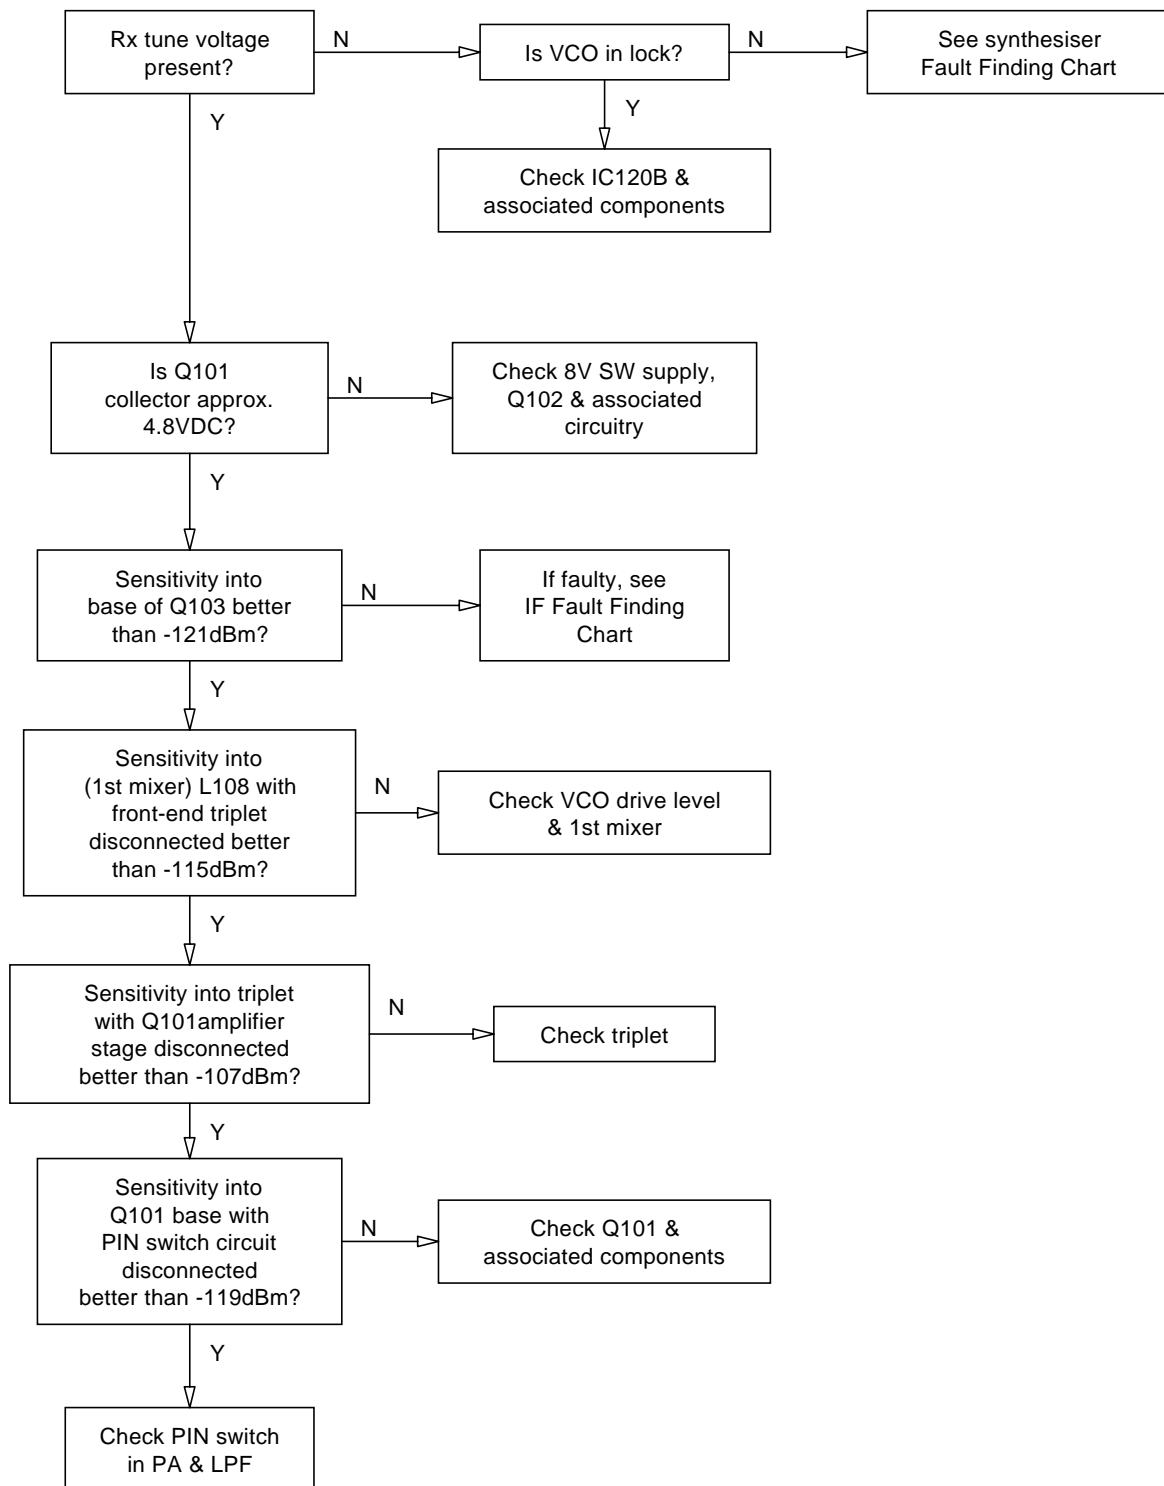 Rx tune voltage
present?
N
Is VCO in lock?
N
See synthesiser
Fault Finding Chart
Y
Y
Check IC120B &
associated components
Is Q101
collector approx.
4.8VDC?
N
Check 8V SW supply,
Q102 & associated
circuitry
Y
Sensitivity into
base of Q103 better
than -121dBm?
N
If faulty, see
IF Fault Finding
Chart
Y
Sensitivity into
(1st mixer) L108 with
front-end triplet
disconnected better
than -115dBm?
N
Check VCO drive level
& 1st mixer
Y
Sensitivity into triplet
with Q101amplifier
stage disconnected
better than -107dBm?
N
Check triplet
Y
Sensitivity into
Q101 base with
PIN switch circuit
disconnected
better than -119dBm?
N
Check Q101 &
associated components
Y
Check PIN switch
in PA & LPF